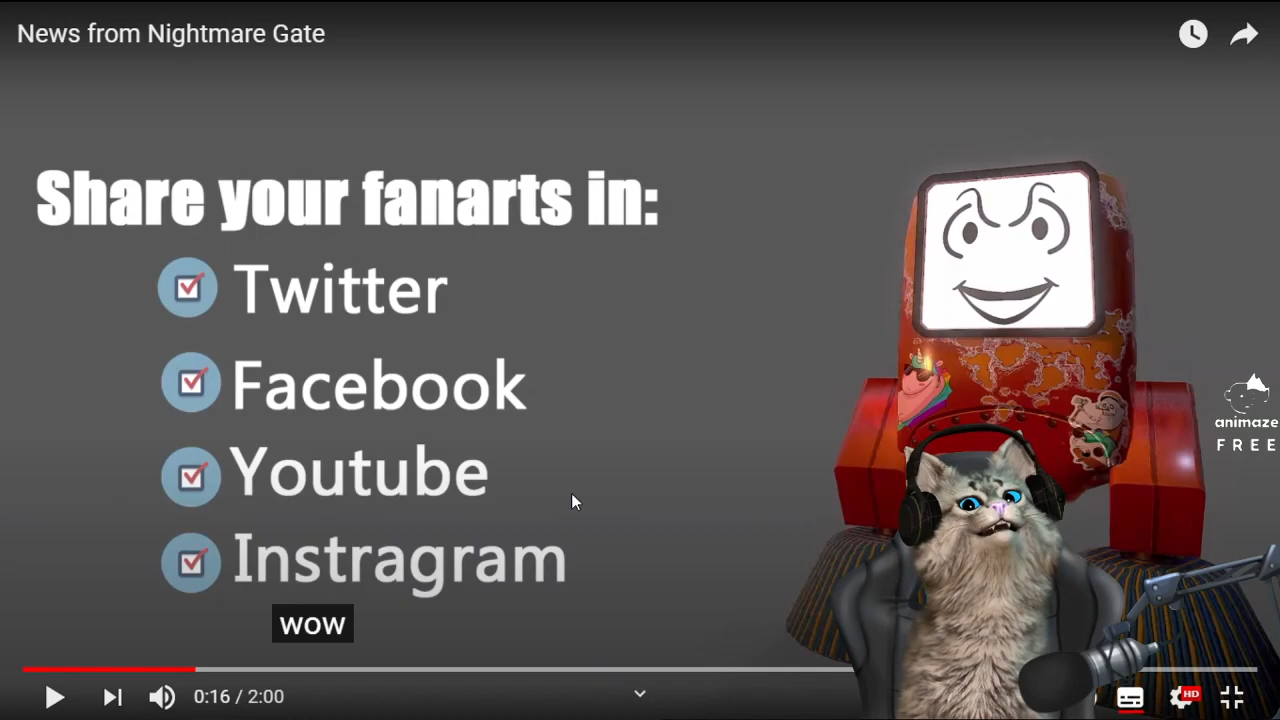 News from Nightmare Gate
Share your fanarts in:
Twitter
Facebook
Youtube
Instragram
wow
0:16 / 2:00
HD
animaze
FREE